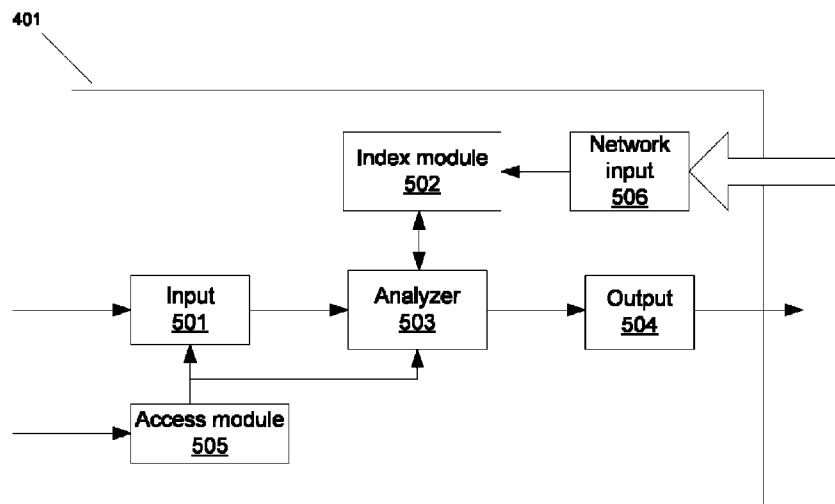 401
Index module
502
Network
input
506
Input
501
Analyzer
503
Output
504
Access module
505